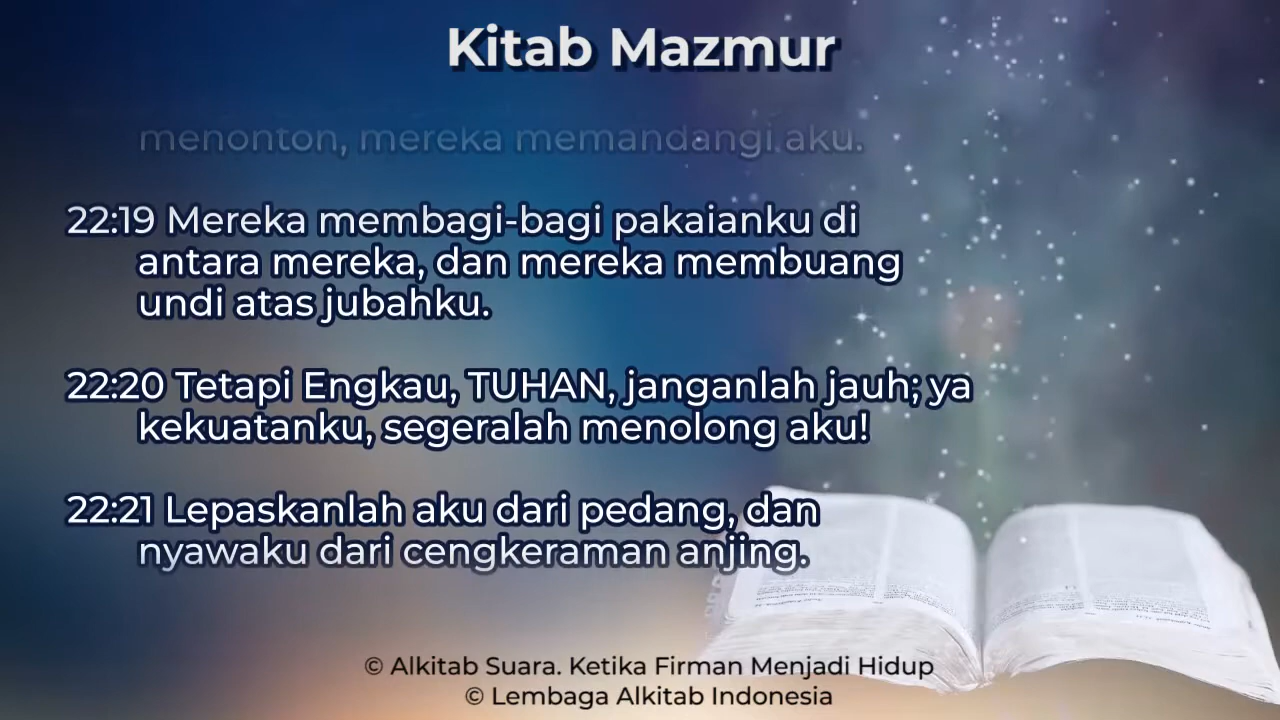 Kitab Mazmur
menonton, mereka memandangi aku.
22:19 Mereka membagi-bagi pakaianku di
antara mereka, dan mereka membuang
undi atas jubahku.
22:20 Tetapi Engkau, TUHAN, janganlah jauh; ya
kekuatanku, segeralah menolong aku!
22:21 Lepaskanlah aku dari pedang, dan
nyawaku dari cengkeraman anjing.
© Alkitab Suara. Ketika Firman Menjadi Hidup
© Lembaga Alkitab Indonesia